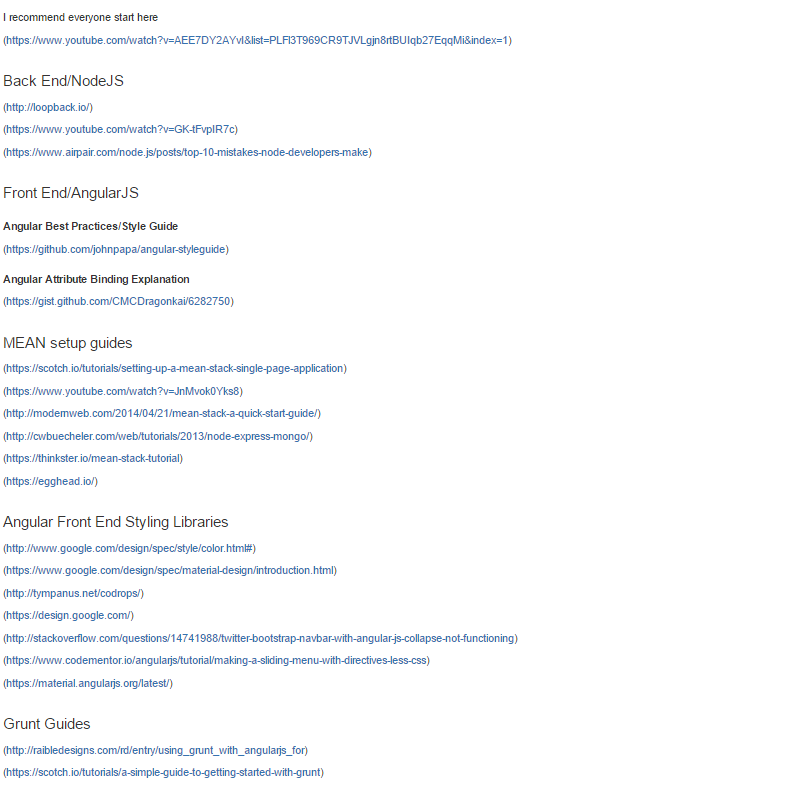 I recommend everyone start here
(https://www.youtube.com/watch?v=AEE7DY2AYvI&list=PLFl3T969CR9TJVLgjn8rtBUIqb27EqqMi&index=1)
Back End/NodeJS
(http://loopback.io/)
(https://www.youtube.com/watch?v=GK-tFvpIR7c)
(https://www.airpair.com/node.js/posts/top-10-mistakes-node-developers-make)
Front End/AngularJS
Angular Best Practices/Style Guide
(https://github.com/johnpapa/angular-styleguide)
Angular Attribute Binding Explanation
(https://gist.github.com/CMCDragonkai/6282750)
MEAN setup guides
(https://scotch.io/tutorials/setting-up-a-mean-stack-single-page-application)
(https://www.youtube.com/watch?v=JnMvok0Yks8)
(http://modernweb.com/2014/04/21/mean-stack-a-quick-start-guide/)
(http://cwbuecheler.com/web/tutorials/2013/node-express-mongo/)
(https://thinkster.io/mean-stack-tutorial)
(https://egghead.io/)
Angular Front End Styling Libraries
(http://www.google.com/design/spec/style/color.html#)
(https://www.google.com/design/spec/material-design/introduction.html)
(http://tympanus.net/codrops/)
(https://design.google.com/)
(http://stackoverflow.com/questions/14741988/twitter-bootstrap-navbar-with-angular-js-collapse-not-functioning)
(https://www.codementor.io/angularjs/tutorial/making-a-sliding-menu-with-directives-less-css)
(https://material.angularjs.org/latest/)
Grunt Guides
(http://raibledesigns.com/rd/entry/using_grunt_with_angularjs_for)
(https://scotch.io/tutorials/a-simple-guide-to-getting-started-with-grunt)